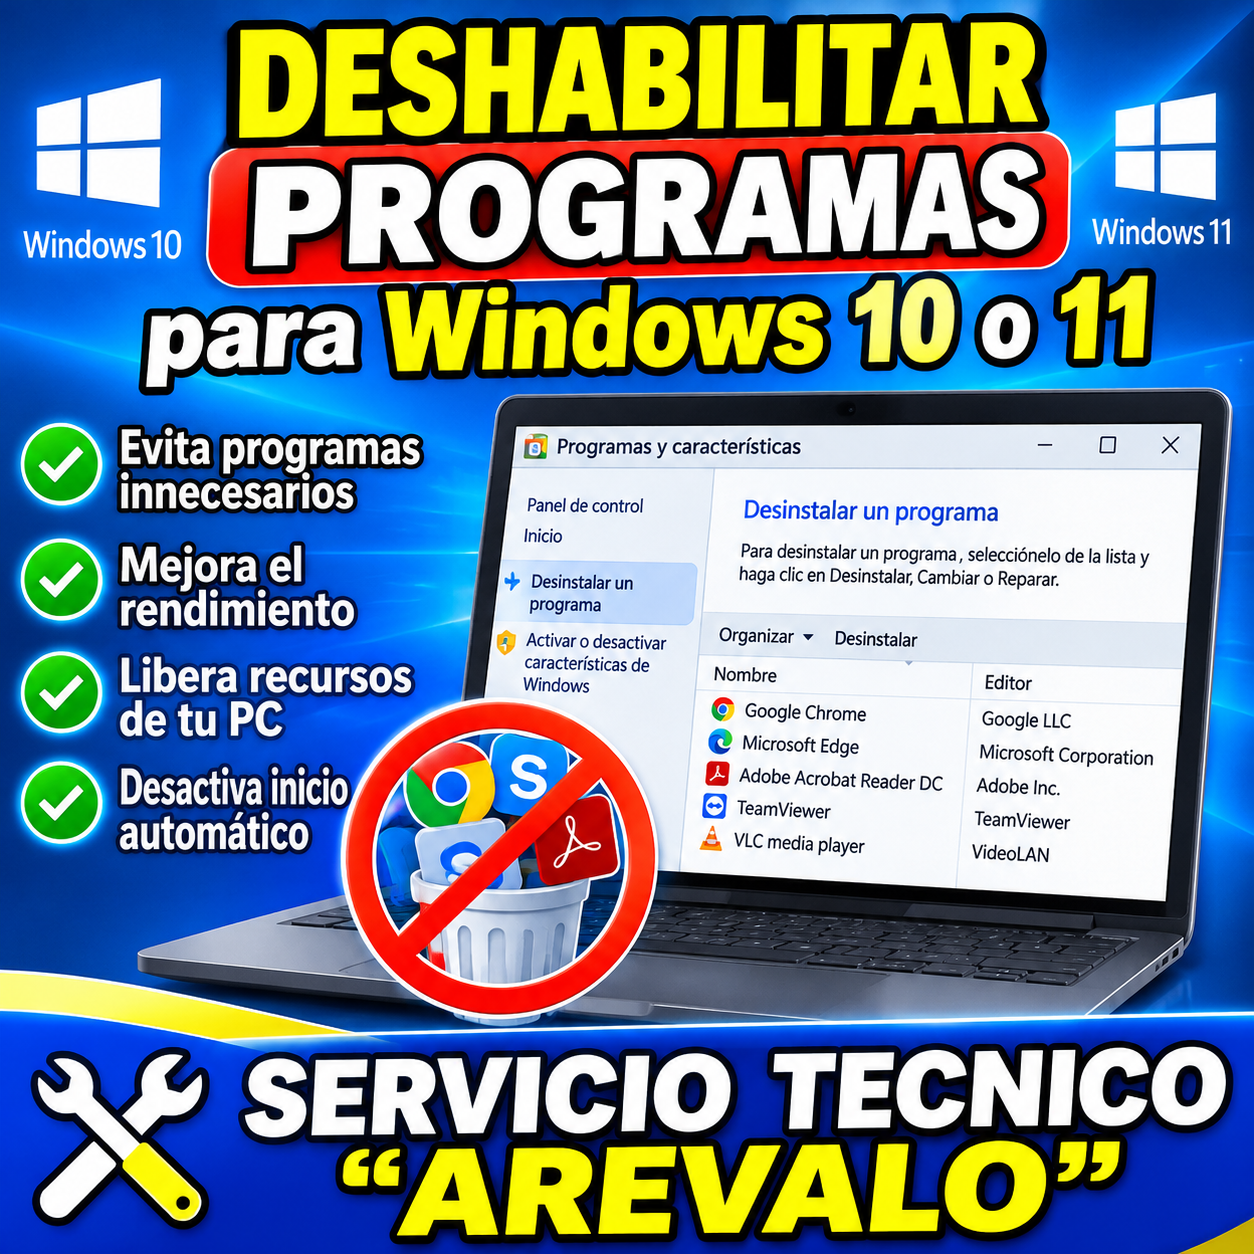 DESHABILITAR
PROGRAMAS
para Windows 10 o 11
Windows 10
Windows 11
Evita programas
innecesarios
Mejora el
rendimiento
Libera recursos
de tu PC
Desactiva inicio
automático
Programas y características
Panel de control
Inicio
Desinstalar un
programa
Activar o desactivar
características de
Windows
Desinstalar un programa
Para desinstalar un programa, selecciónelo de la lista y
haga clic en Desinstalar, Cambiar o Reparar.
Organizar Desinstalar
Nombre Editor
Google Chrome Google LLC
Microsoft Edge Microsoft Corporation
Adobe Acrobat Reader DC Adobe Inc.
TeamViewer TeamViewer
VLC media player VideoLAN
S
SERVICIO TECNICO
“AREVALO”